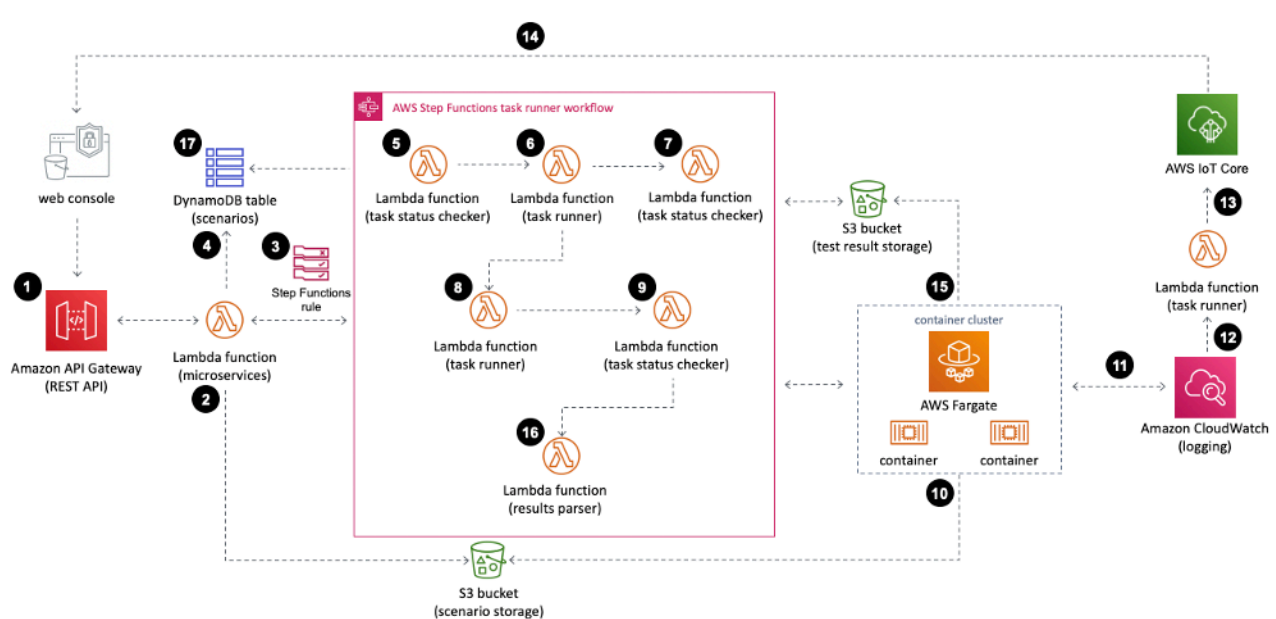 14
AWS Step Functions task runner workflow
web console
17
DynamoDB table
(scenarios)
4
3
Step Functions
rule
1
Amazon API Gateway
(REST API)
Lambda function
(microservices)
2
5
Lambda function
(task status checker)
6
Lambda function
(task runner)
7
Lambda function
(task status checker)
8
Lambda function
(task runner)
9
Lambda function
(task status checker)
16
Lambda function
(results parser)
S3 bucket
(test result storage)
15
container cluster
AWS Fargate
container
container
10
S3 bucket
(scenario storage)
AWS IoT Core
13
Lambda function
(task runner)
12
11
Amazon CloudWatch
(logging)